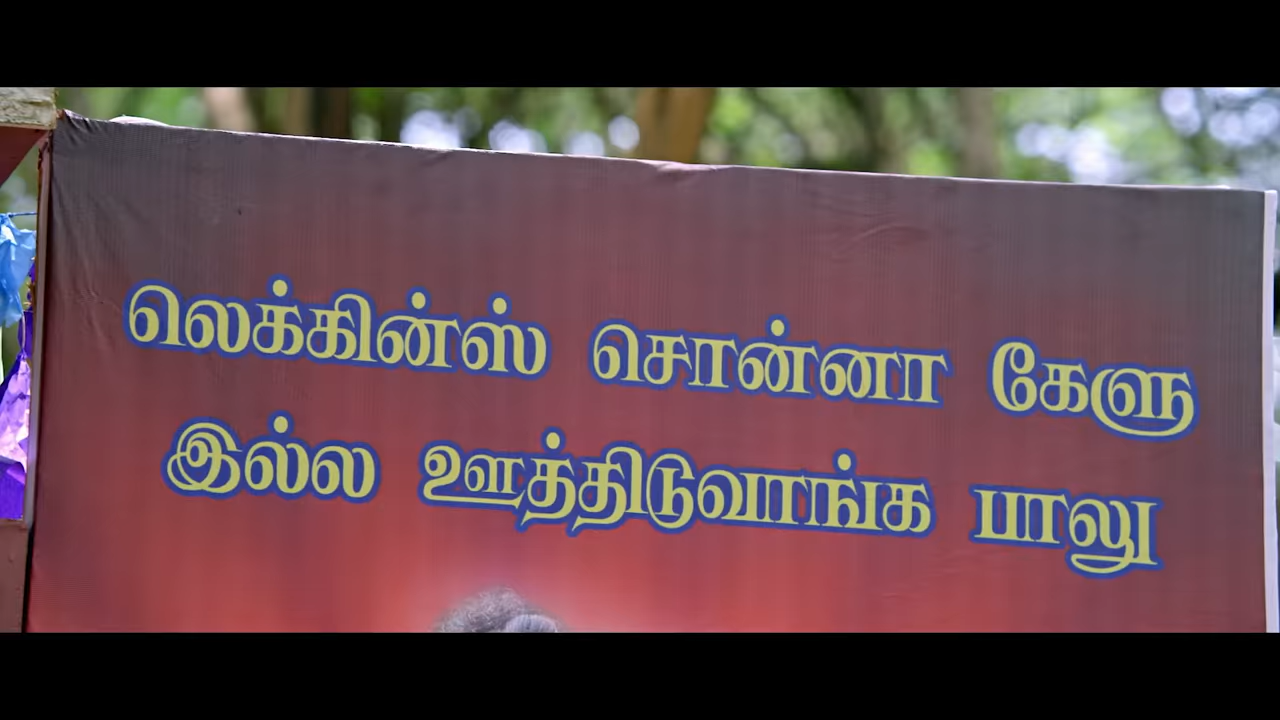 லெக்கின்ஸ் சொன்னா கேளு
இல்ல ஊத்திடுவாங்க பாலு